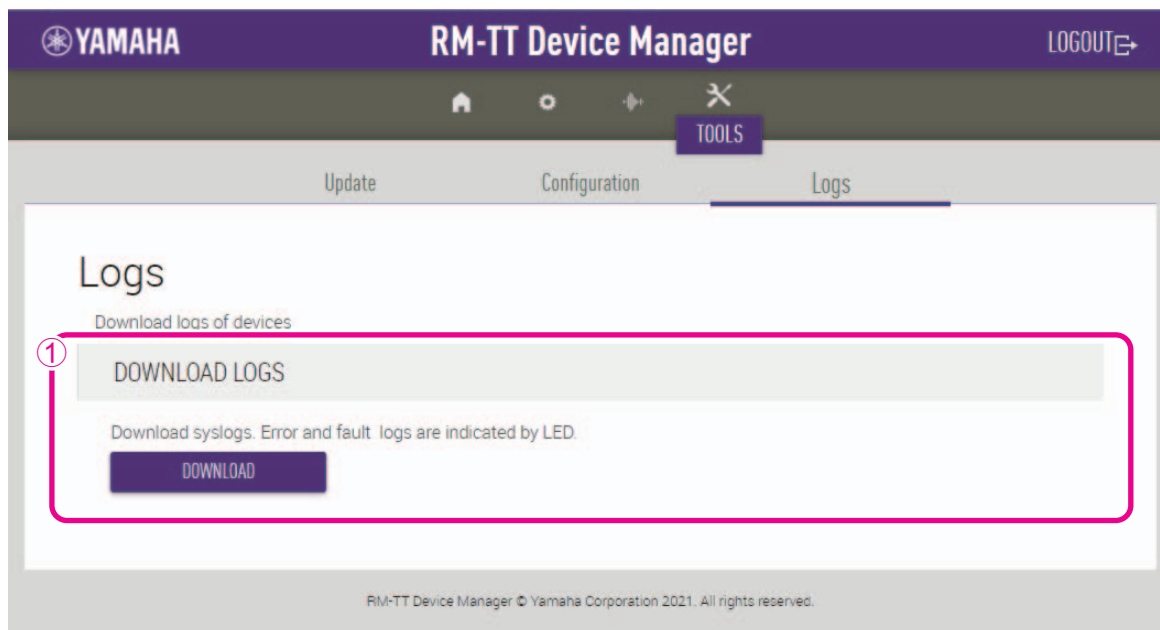 YAMAHA RM-TT Device Manager LOGOUT
TOOLS
Update Configuration Logs
Logs
Download logs of devices
①
DOWNLOAD LOGS
Download syslogs. Error and fault logs are indicated by LED.
DOWNLOAD
RM-TT Device Manager © Yamaha Corporation 2021. All rights reserved.